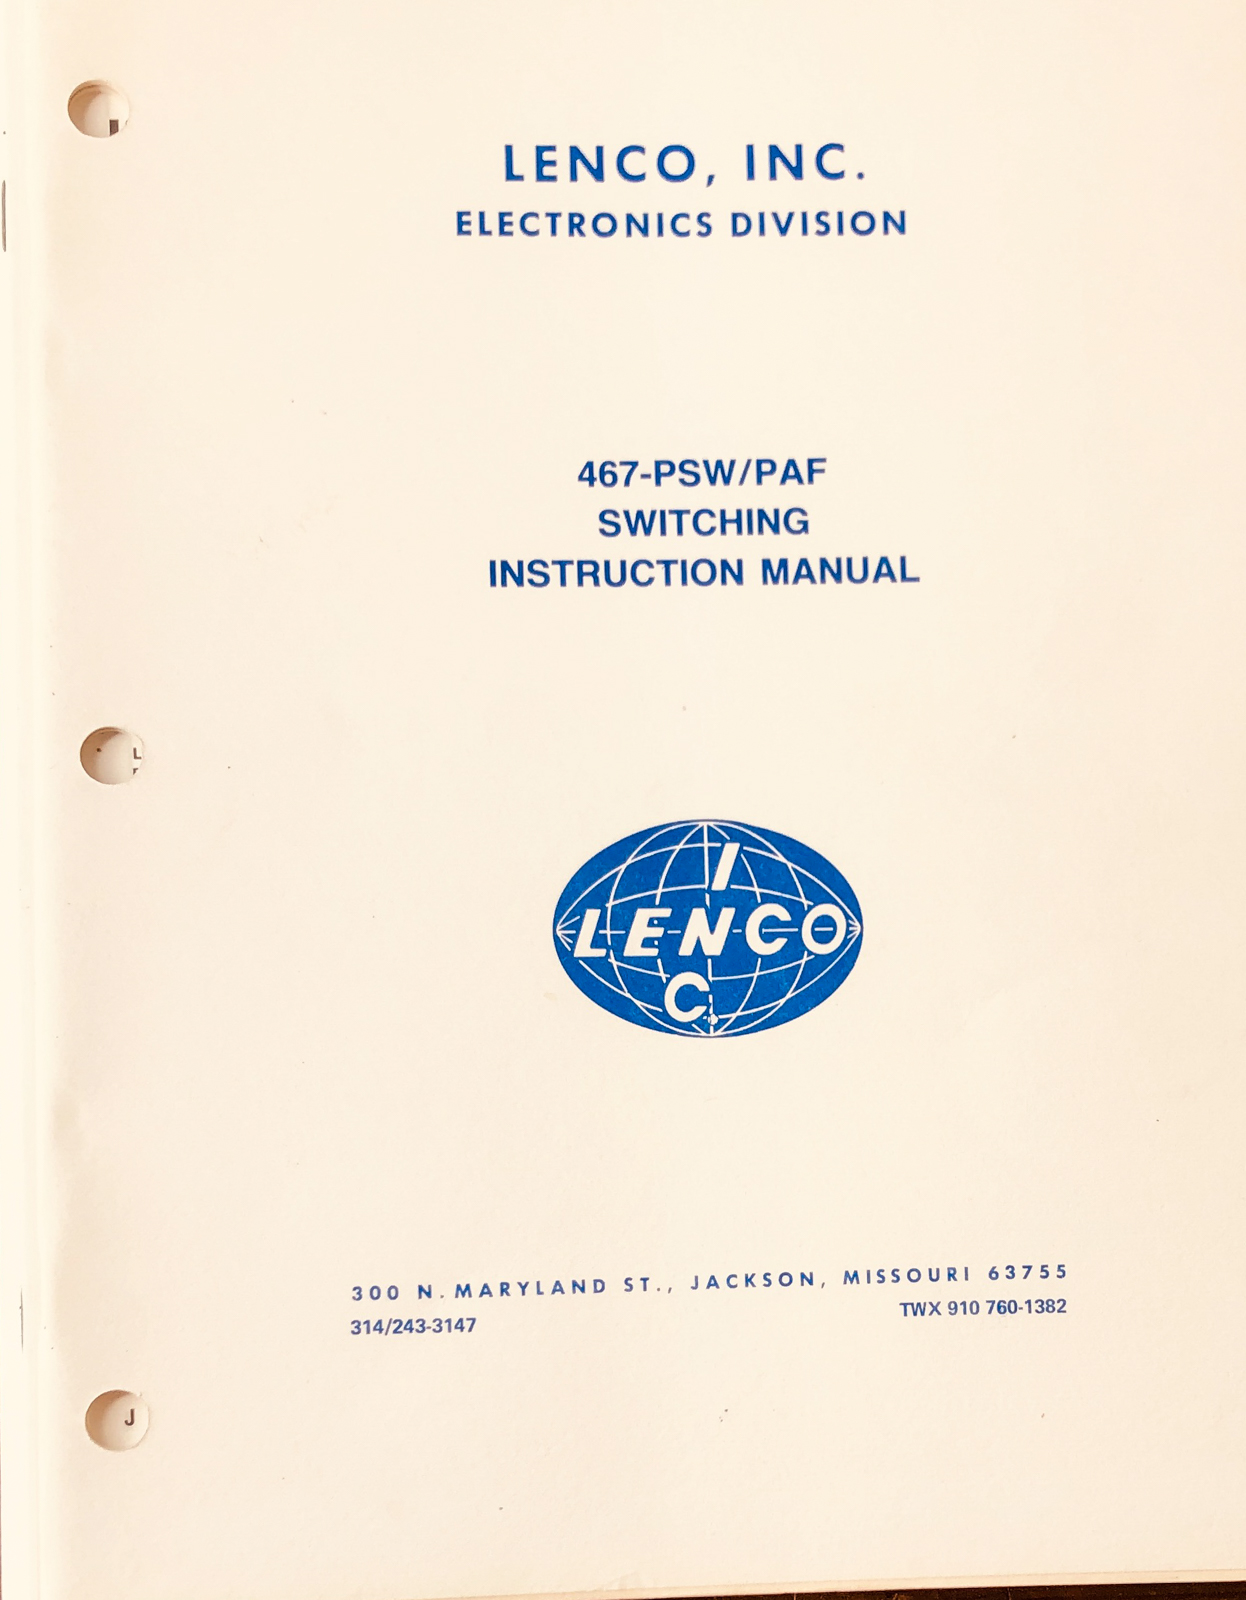 LENCO, INC.
ELECTRONICS DIVISION
467-PSW/PAF
SWITCHING
INSTRUCTION MANUAL
I
LENCO
C.
300 N. MARYLAND ST., JACKSON, MISSOURI 63755
314/243-3147
TWX 910 760-1382
L
J